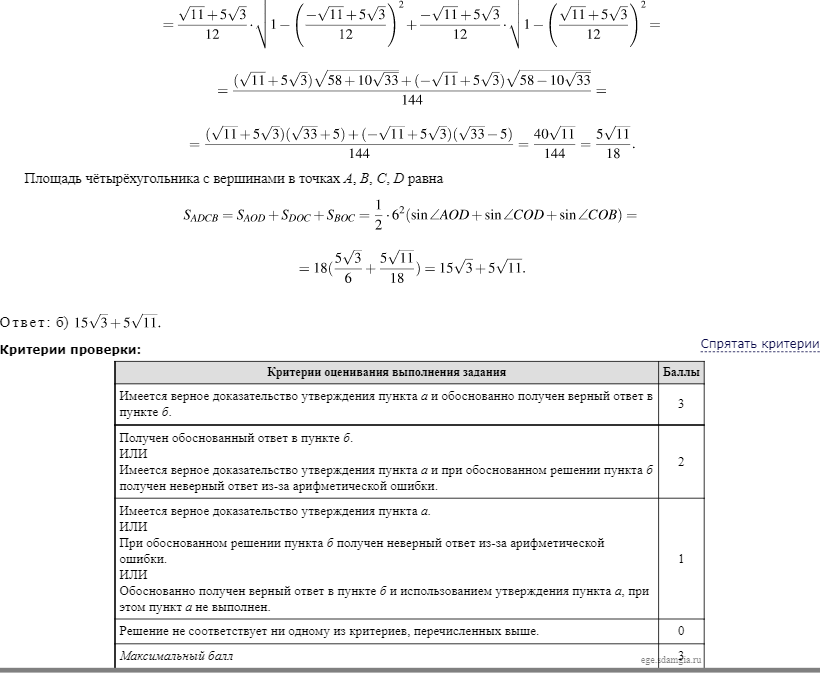 = \frac{\sqrt{11}+5\sqrt{3}}{12} \cdot \sqrt{1-\left(\frac{-\sqrt{11}+5\sqrt{3}}{12}\right)^2} + \frac{-\sqrt{11}+5\sqrt{3}}{12} \cdot \sqrt{1-\left(\frac{\sqrt{11}+5\sqrt{3}}{12}\right)^2} =
= \frac{(\sqrt{11}+5\sqrt{3})\sqrt{58+10\sqrt{33}}+(-\sqrt{11}+5\sqrt{3})\sqrt{58-10\sqrt{33}}}{144} =
= \frac{(\sqrt{11}+5\sqrt{3})(\sqrt{33}+5)+(-\sqrt{11}+5\sqrt{3})(\sqrt{33}-5)}{144} = \frac{40\sqrt{11}}{144} = \frac{5\sqrt{11}}{18}.
Площадь чётырёхугольника с вершинами в точках A, B, C, D равна
S_{ADCB} = S_{AOD} + S_{DOC} + S_{BOC} = \frac{1}{2} \cdot 6^2(\sin∠AOD + \sin∠COD + \sin∠COB) =
= 18(\frac{5\sqrt{3}}{6} + \frac{5\sqrt{11}}{18}) = 15\sqrt{3} + 5\sqrt{11}.
Ответ: б) 15\sqrt{3} + 5\sqrt{11}.
Спрятать критерии
Критерии проверки:
Критерии оценивания выполнения задания Баллы
Имеется верное доказательство утверждения пункта а и обоснованно получен верный ответ в
пункте б.
3
Получен обоснованный ответ в пункте б.
ИЛИ
Имеется верное доказательство утверждения пункта а и при обоснованном решении пункта б
получен неверный ответ из-за арифметической ошибки.
2
Имеется верное доказательство утверждения пункта а.
ИЛИ
При обоснованном решении пункта б получен неверный ответ из-за арифметической
ошибки.
ИЛИ
Обоснованно получен верный ответ в пункте б и использованием утверждения пункта а, при
этом пункт а не выполнен.
1
Решение не соответствует ни одному из критериев, перечисленных выше. 0
Максимальный балл 3
ege.sdamgia.ru